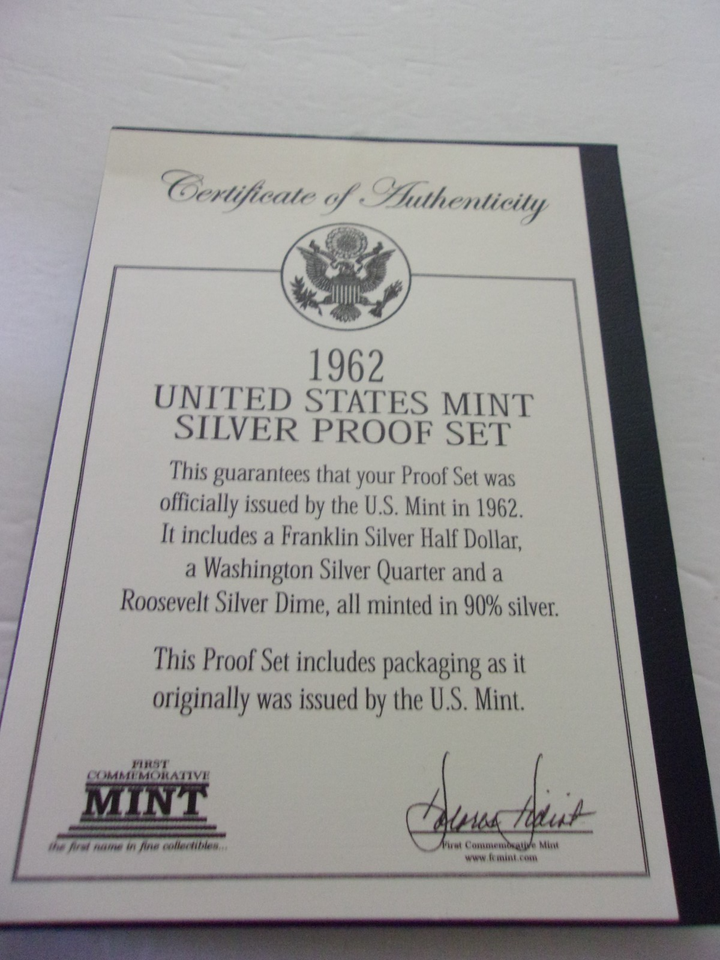 Certificate of Authenticity
1962
UNITED STATES MINT
SILVER PROOF SET
This guarantees that your Proof Set was
officially issued by the U.S. Mint in 1962.
It includes a Franklin Silver Half Dollar,
a Washington Silver Quarter and a
Roosevelt Silver Dime, all minted in 90% silver.
This Proof Set includes packaging as it
originally was issued by the U.S. Mint.
FIRST
COMMEMORATIVE
MINT
the first name in fine collectibles...
First Commemorative Mint
www.fcmint.com